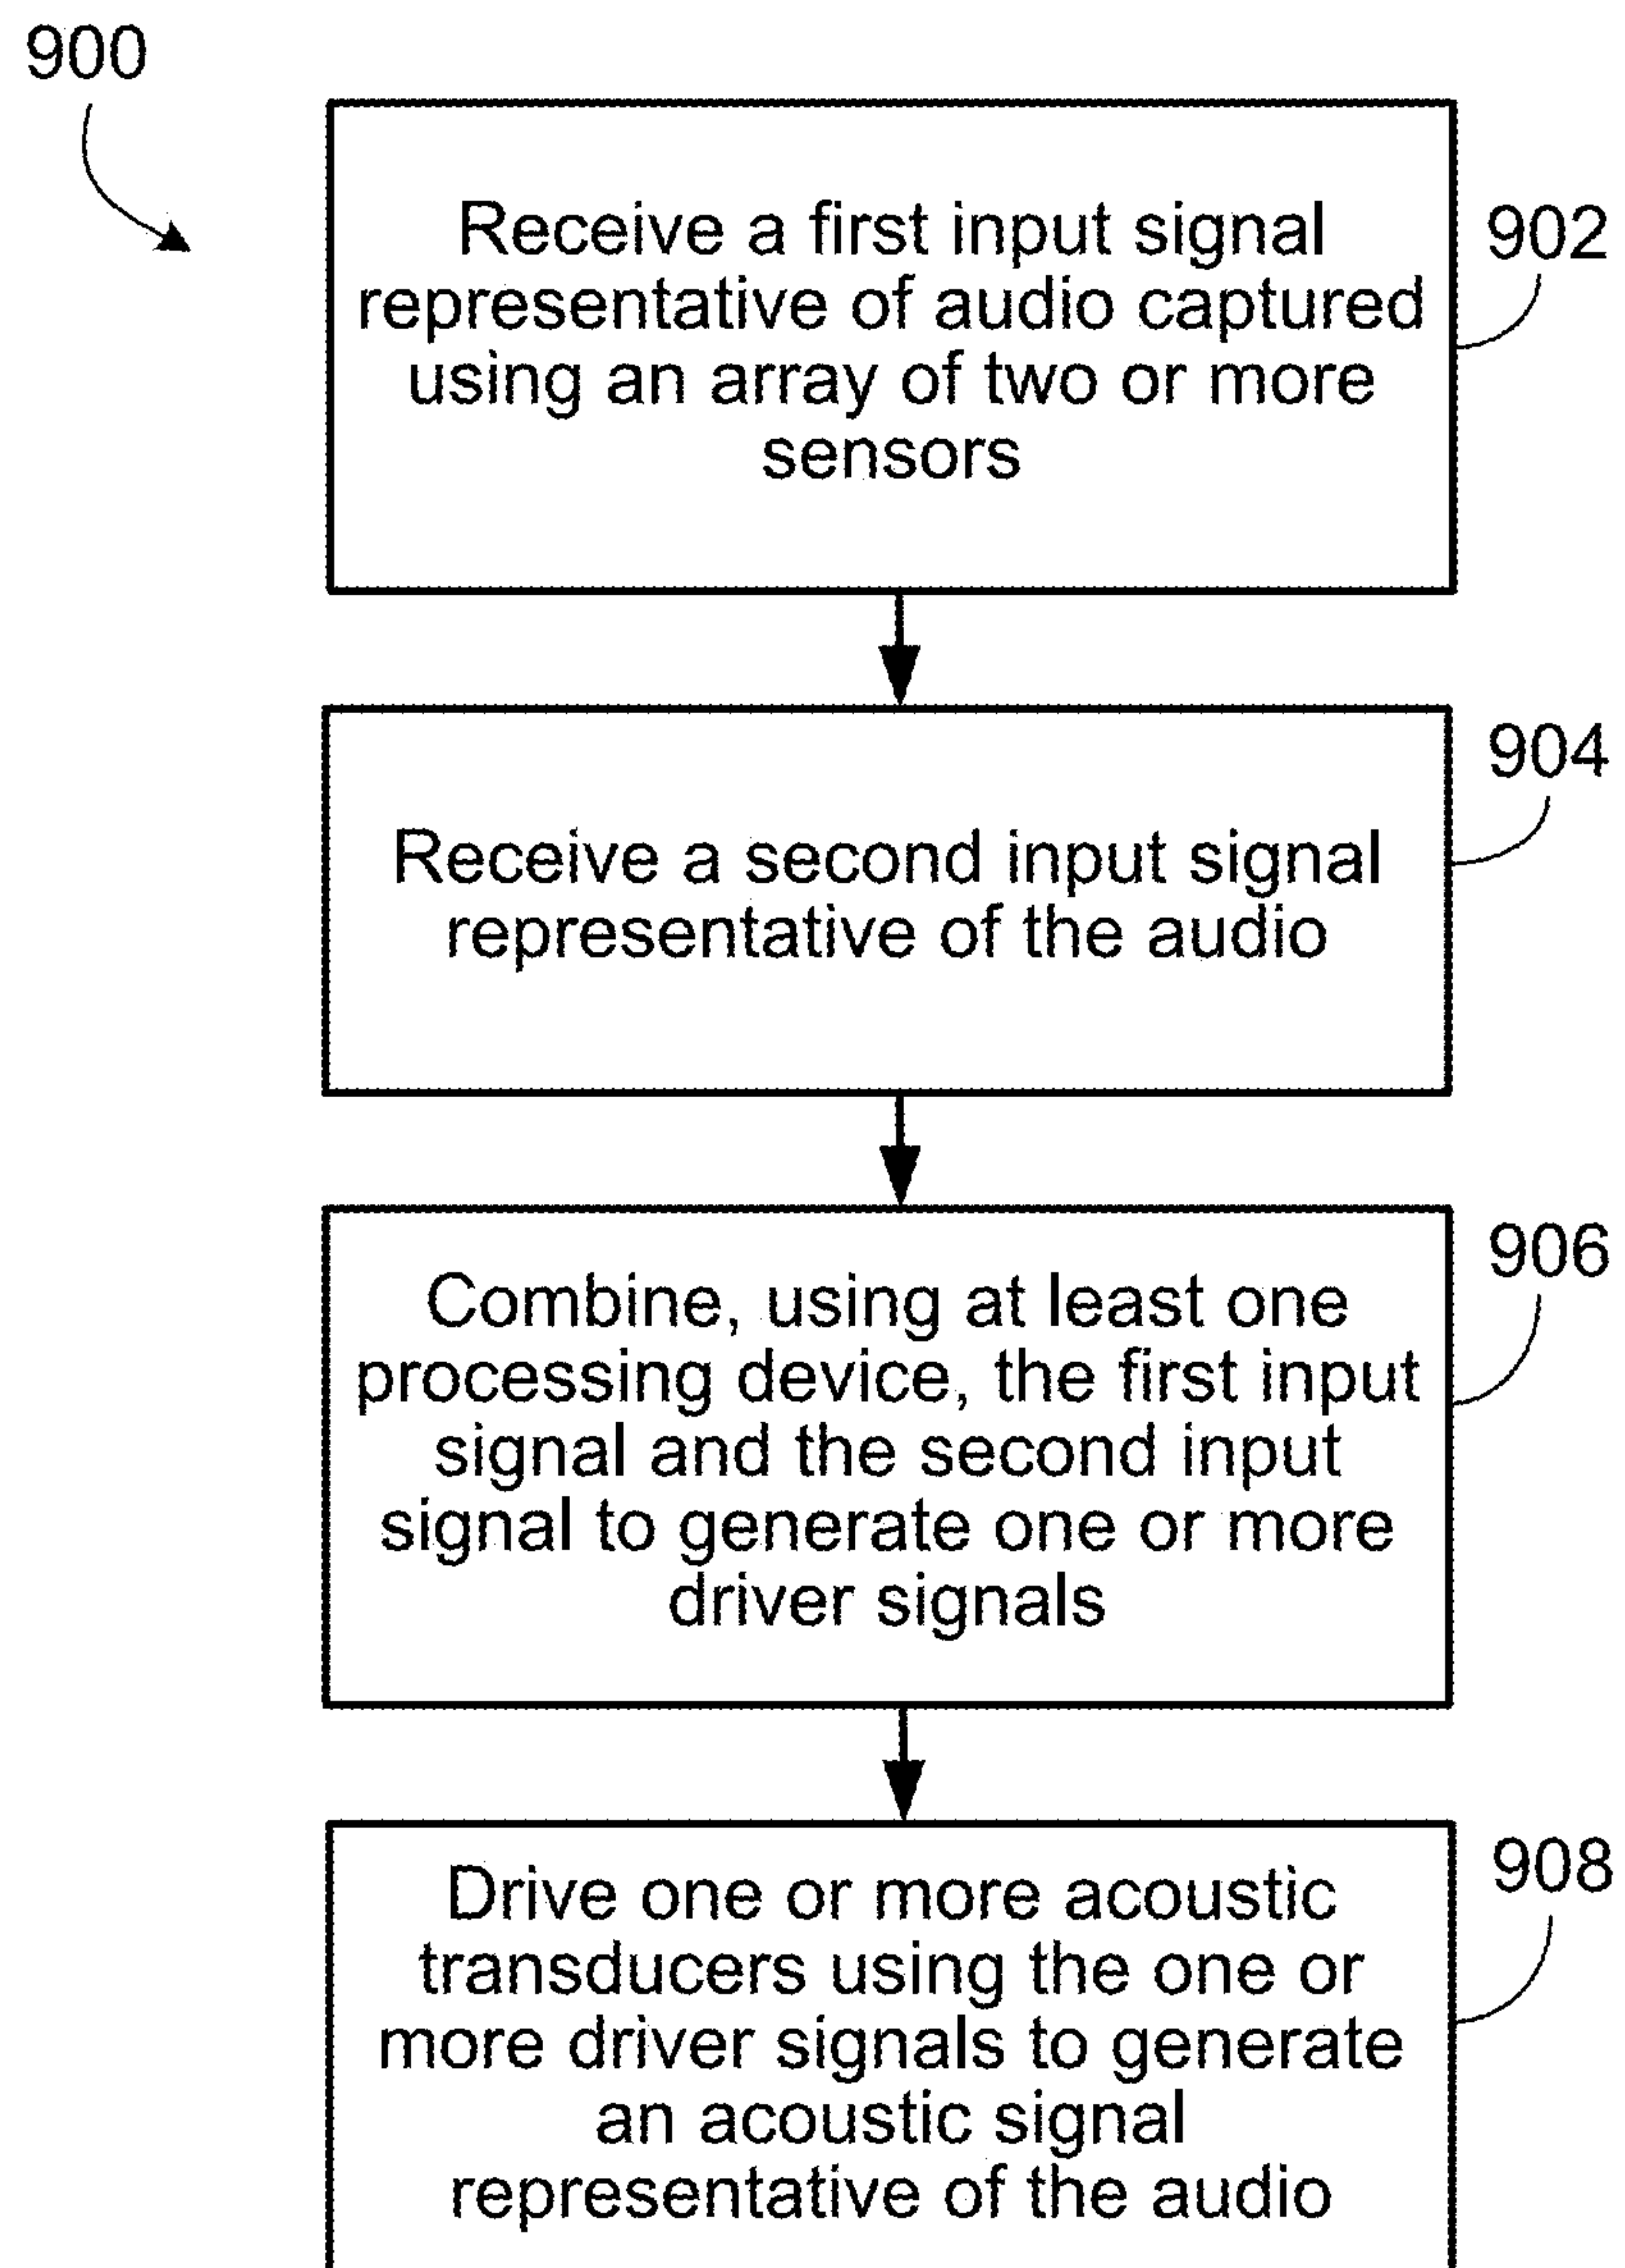 900
Receive a first input signal
representative of audio captured
using an array of two or more
sensors
902
Receive a second input signal
representative of the audio
904
Combine, using at least one
processing device, the first input
signal and the second input
signal to generate one or more
driver signals
906
Drive one or more acoustic
transducers using the one or
more driver signals to generate
an acoustic signal
representative of the audio
908